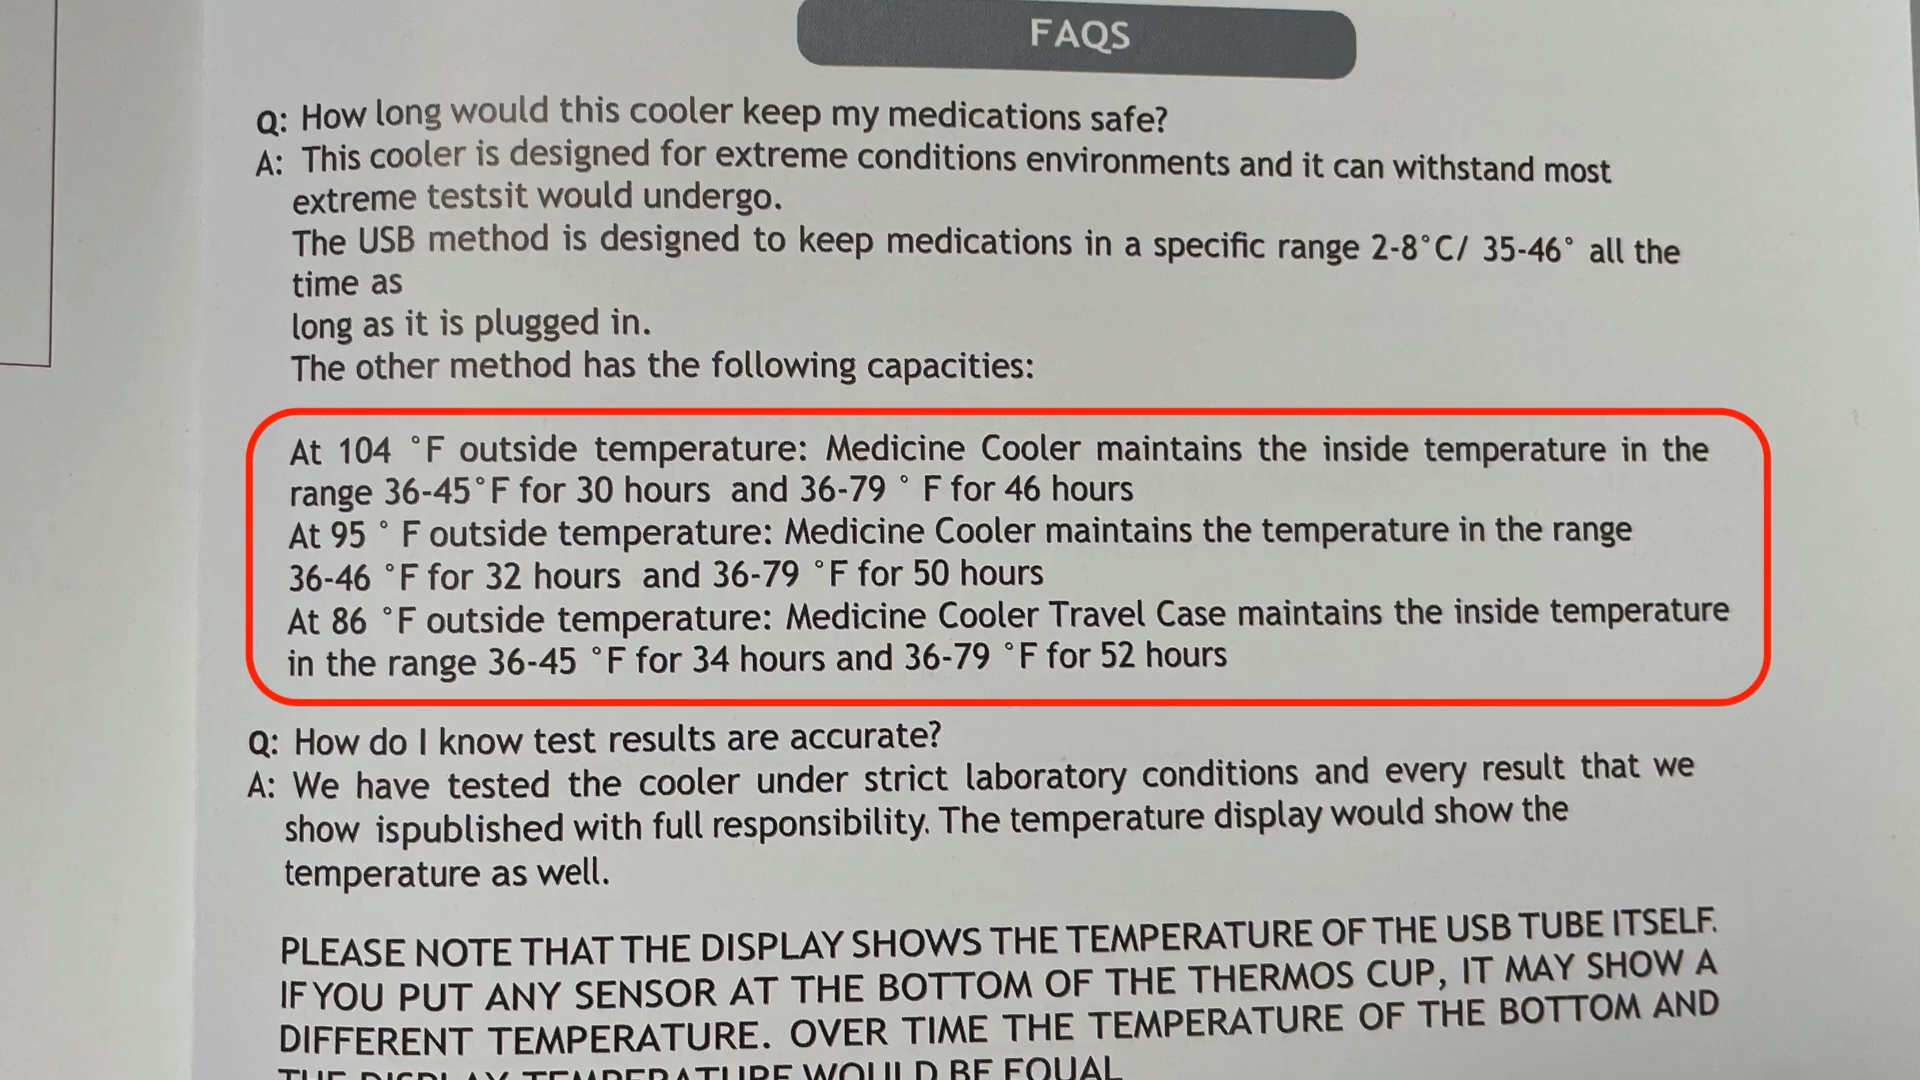 FAQS
Q: How long would this cooler keep my medications safe?
A: This cooler is designed for extreme conditions environments and it can withstand most
extreme testsit would undergo.
The USB method is designed to keep medications in a specific range 2-8°C/ 35-46° all the
time as
long as it is plugged in.
The other method has the following capacities:
At 104 °F outside temperature: Medicine Cooler maintains the inside temperature in the
range 36-45°F for 30 hours and 36-79 ° F for 46 hours
At 95 ° F outside temperature: Medicine Cooler maintains the temperature in the range
36-46 °F for 32 hours and 36-79 °F for 50 hours
At 86 °F outside temperature: Medicine Cooler Travel Case maintains the inside temperature
in the range 36-45 °F for 34 hours and 36-79 °F for 52 hours
Q: How do I know test results are accurate?
A: We have tested the cooler under strict laboratory conditions and every result that we
show ispublished with full responsibility. The temperature display would show the
temperature as well.
PLEASE NOTE THAT THE DISPLAY SHOWS THE TEMPERATURE OF THE USB TUBE ITSELF.
IF YOU PUT ANY SENSOR AT THE BOTTOM OF THE THERMOS CUP, IT MAY SHOW A
DIFFERENT TEMPERATURE. OVER TIME THE TEMPERATURE OF THE BOTTOM AND
THE DISPLAY TEMPERATURE WOULD BE EQUAL